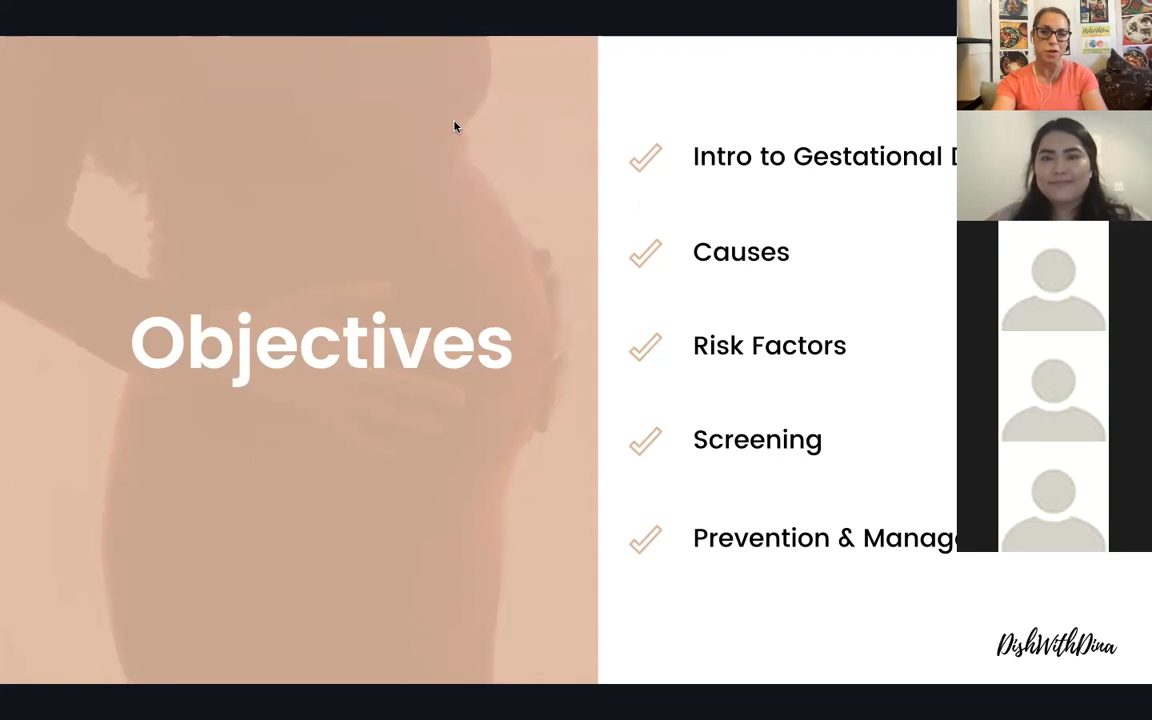 Objectives
Intro to Gestational
Causes
Risk Factors
Screening
Prevention & Manag
DishWithDina